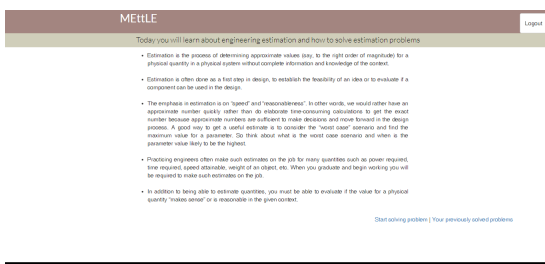 METTLE
Logout
Today you will learn about engineering estimation and how to solve estimation problems
• Estimation is the process of determining approximate values (say, to the right order of magnitude) for a
physical quantity in a physical system without complete information and knowledge of the context.
• Estimation is often done as a first step in design, to establish the feasibility of an idea or to evaluate if a
component can be used in the design.
• The emphasis in estimation is on "speed" and "reasonableness". In other words, we would rather have an
approximate number quickly rather than do elaborate time-consuming calculations to get the exact
number because approximate numbers are sufficient to make decisions and move forward in the design
process. A good way to get a useful estimate is to consider the "worst case" scenario and find the
maximum value for a parameter. So think about what is the worst case scenario and when is the
parameter value likely to be the highest.
• Practicing engineers often make such estimates on the job for many quantities such as power required,
time required, speed attainable, weight of an object, etc. When you graduate and begin working you will
be required to make such estimates on the job.
• In addition to being able to estimate quantities, you must be able to evaluate if the value for a physical
quantity "makes sense" or is reasonable in the given context.
Start solving problem | Your previously solved problems